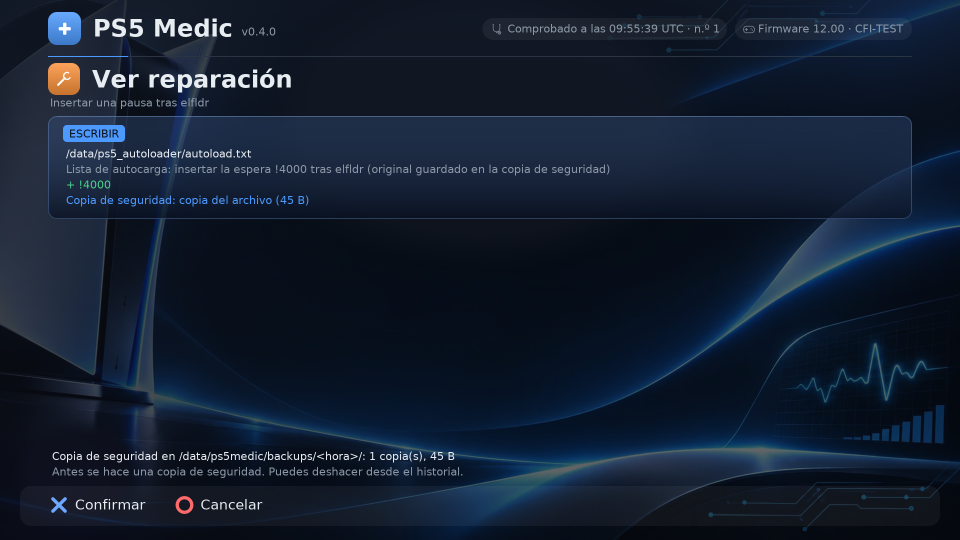 PS5 Medic v0.4.0
Comprobado a las 09:55:39 UTC · n.º 1
Firmware 12.00 · CFI-TEST
Ver reparación
Insertar una pausa tras elfldr
ESCRIBIR
/data/ps5_autoloader/autoload.txt
Lista de autocarga: insertar la espera !4000 tras elfldr (original guardado en la copia de seguridad)
+ !4000
Copia de seguridad: copia del archivo (45 B)
Copia de seguridad en /data/ps5medic/backups/<hora>/: 1 copia(s), 45 B
Antes se hace una copia de seguridad. Puedes deshacer desde el historial.
Confirmar
Cancelar